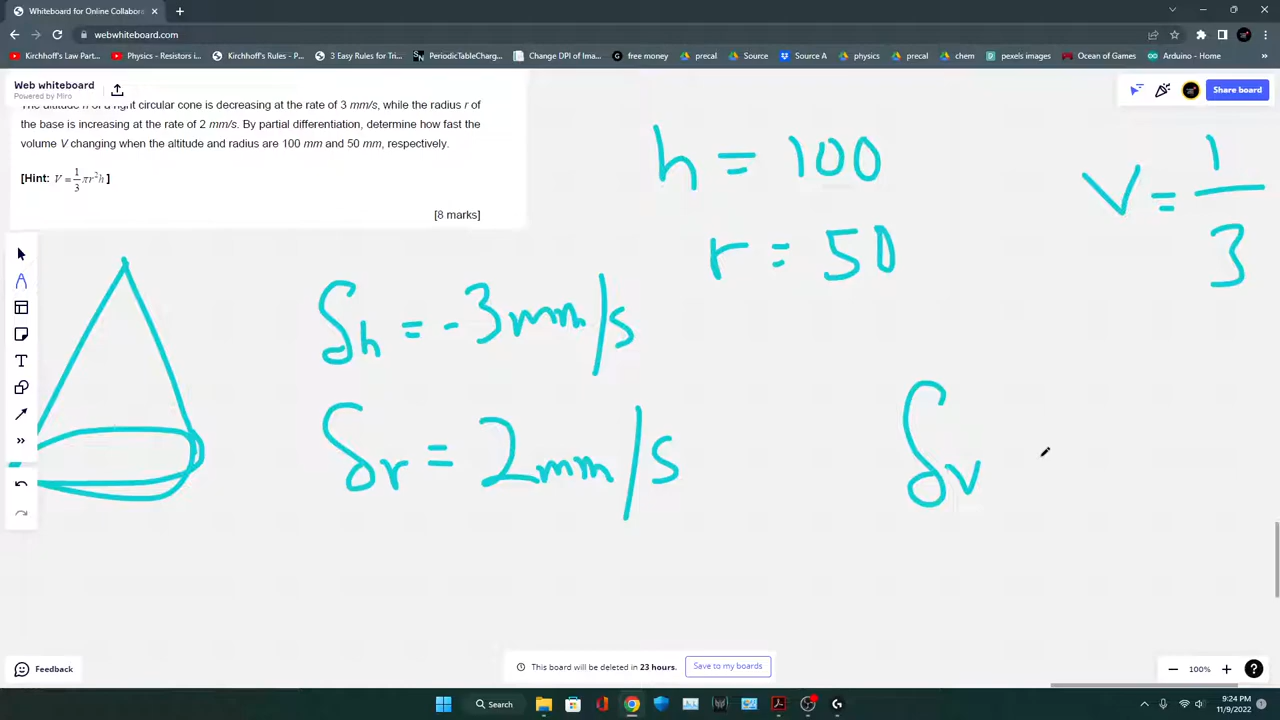 Whiteboard for Online Collabora
webwhiteboard.com
Kirchhoff's Law Part...
Physics - Resistors i...
Kirchhoff's Rules - P...
3 Easy Rules for Tri...
PeriodicTableCharg...
Change DPI of Ima...
free money
precal
Source
Source A
physics
precal
chem
pexels images
Ocean of Games
Arduino - Home
Web whiteboard
Powered by Miro
Share board
The altitude h of a right circular cone is decreasing at the rate of 3 mm/s, while the radius r of
the base is increasing at the rate of 2 mm/s. By partial differentiation, determine how fast the
volume V changing when the altitude and radius are 100 mm and 50 mm, respectively.
[Hint: V = 1/3 πr²h ]
[8 marks]
h = 100
r = 50
V = 1/3
δh = -3mm/s
δr = 2mm/s
δv
This board will be deleted in 23 hours.
Save to my boards
Feedback
100%
Search
9:24 PM
11/9/2022